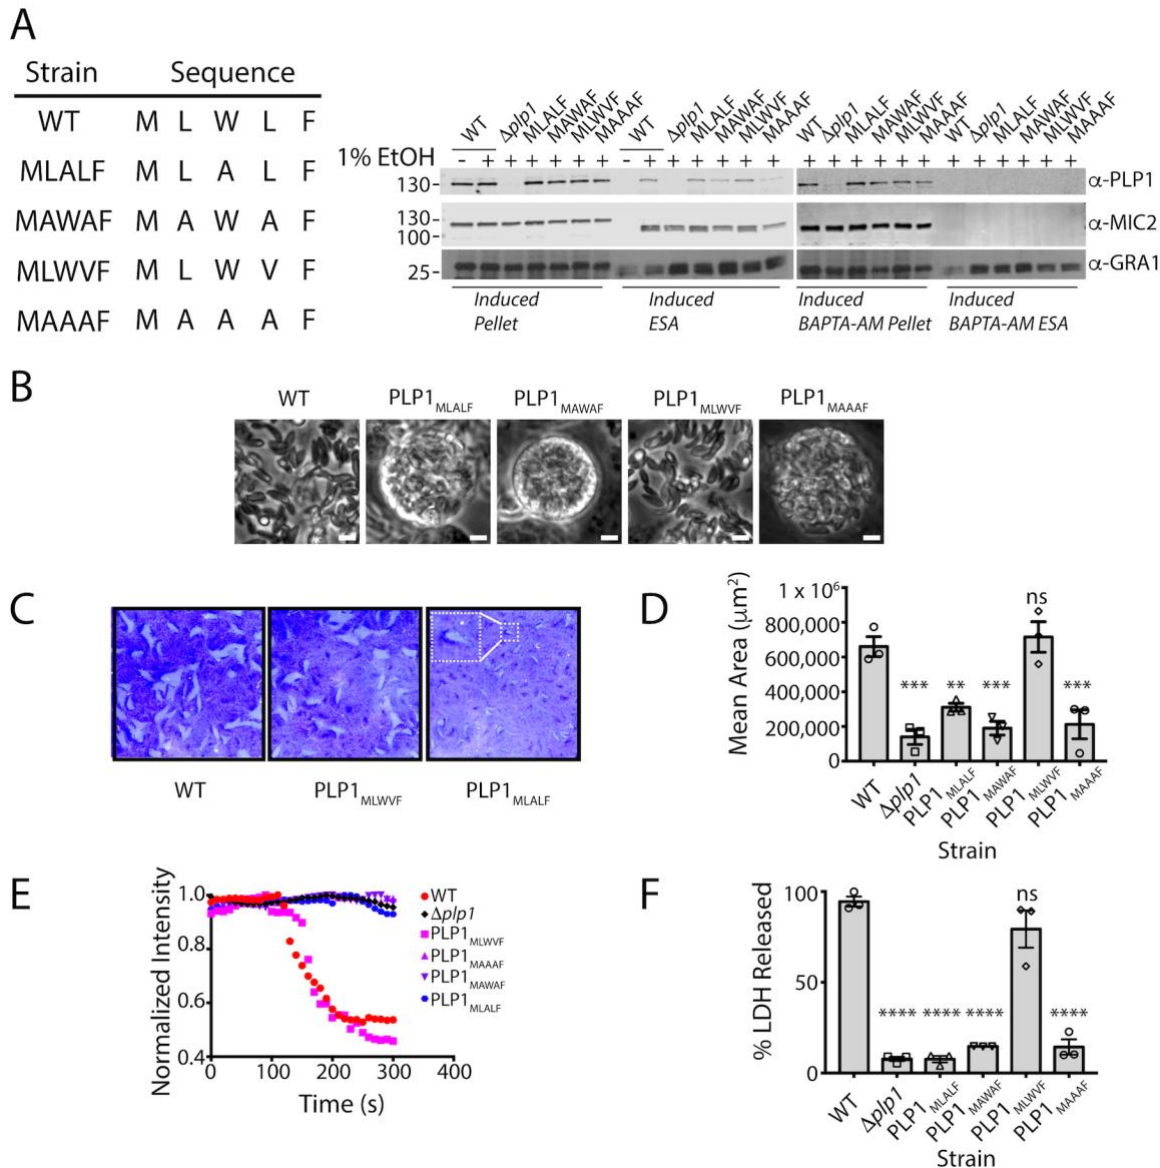 A
Strain Sequence
WT M L W L F
MLALF M L A L F
MAWAF M A W A F
MLWVF M L W V F
MAAAF M A A A F
WT Δplp1 MLALF MAWAF MLWVF MAAAF WT Δplp1 MLALF MAWAF MLWVF MAAAF WT Δplp1 MLALF MAWAF MLWVF MAAAF WT Δplp1 MLALF MAWAF MLWVF MAAAF
1% EtOH - + + + + + + - + + + + + + + + + + + + + + + + + +
130- α-PLP1
130- α-MIC2
100-
25- α-GRA1
Induced Induced Induced Induced
Pellet ESA BAPTA-AM Pellet BAPTA-AM ESA
B
WT PLP1MLALF PLP1MAWAF PLP1MLWVF PLP1MAAAF
C
WT PLP1MLWVF PLP1MLALF
D
Mean Area (μm²)
1 x 10⁶
800,000
600,000
400,000
200,000
0
*** ** *** ns ***
WT Δplp1 PLP1MLALF PLP1MAWAF PLP1MLWVF PLP1MAAAF
Strain
E
Normalized Intensity
1.0
0.8
0.6
0.4
0 100 200 300 400
Time (s)
WT
Δplp1
PLP1MLWVF
PLP1MAAAF
PLP1MAWAF
PLP1MLALF
F
% LDH Released
100
50
0
**** **** **** ns ****
WT Δplp1 PLP1MLALF PLP1MAWAF PLP1MLWVF PLP1MAAAF
Strain